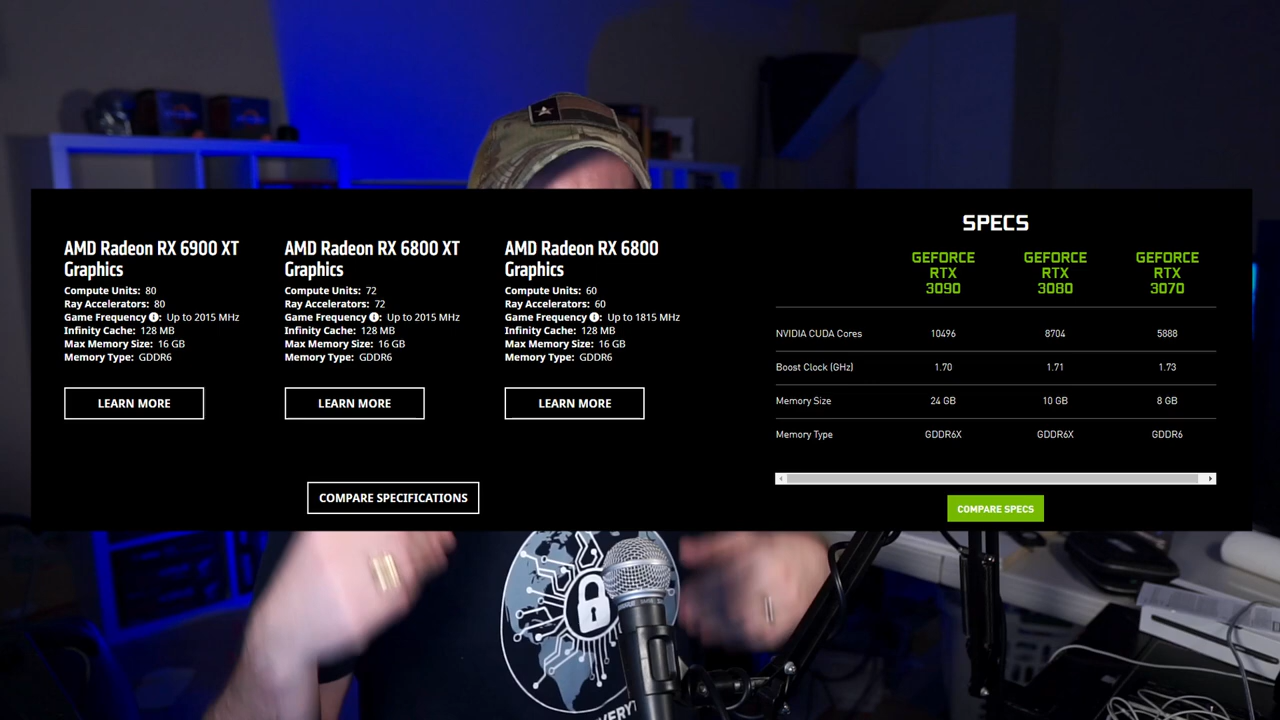 AMD Radeon RX 6900 XT
Graphics
Compute Units: 80
Ray Accelerators: 80
Game Frequency i: Up to 2015 MHz
Infinity Cache: 128 MB
Max Memory Size: 16 GB
Memory Type: GDDR6
LEARN MORE
AMD Radeon RX 6800 XT
Graphics
Compute Units: 72
Ray Accelerators: 72
Game Frequency i: Up to 2015 MHz
Infinity Cache: 128 MB
Max Memory Size: 16 GB
Memory Type: GDDR6
LEARN MORE
AMD Radeon RX 6800
Graphics
Compute Units: 60
Ray Accelerators: 60
Game Frequency i: Up to 1815 MHz
Infinity Cache: 128 MB
Max Memory Size: 16 GB
Memory Type: GDDR6
LEARN MORE
COMPARE SPECIFICATIONS
SPECS
GEFORCE
RTX
3090
GEFORCE
RTX
3080
GEFORCE
RTX
3070
NVIDIA CUDA Cores 10496 8704 5888
Boost Clock (GHz) 1.70 1.71 1.73
Memory Size 24 GB 10 GB 8 GB
Memory Type GDDR6X GDDR6X GDDR6
COMPARE SPECS